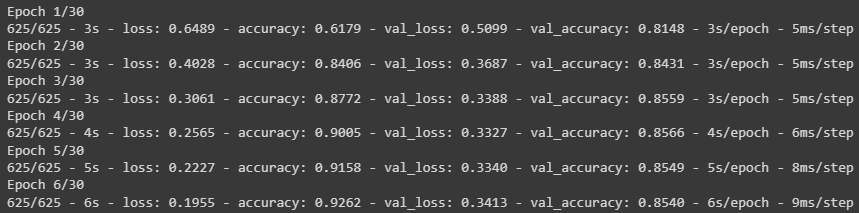 Epoch 1/30
625/625 - 3s - loss: 0.6489 - accuracy: 0.6179 - val_loss: 0.5099 - val_accuracy: 0.8148 - 3s/epoch - 5ms/step
Epoch 2/30
625/625 - 3s - loss: 0.4028 - accuracy: 0.8406 - val_loss: 0.3687 - val_accuracy: 0.8431 - 3s/epoch - 5ms/step
Epoch 3/30
625/625 - 3s - loss: 0.3061 - accuracy: 0.8772 - val_loss: 0.3388 - val_accuracy: 0.8559 - 3s/epoch - 5ms/step
Epoch 4/30
625/625 - 4s - loss: 0.2565 - accuracy: 0.9005 - val_loss: 0.3327 - val_accuracy: 0.8566 - 4s/epoch - 6ms/step
Epoch 5/30
625/625 - 5s - loss: 0.2227 - accuracy: 0.9158 - val_loss: 0.3340 - val_accuracy: 0.8549 - 5s/epoch - 8ms/step
Epoch 6/30
625/625 - 6s - loss: 0.1955 - accuracy: 0.9262 - val_loss: 0.3413 - val_accuracy: 0.8540 - 6s/epoch - 9ms/step